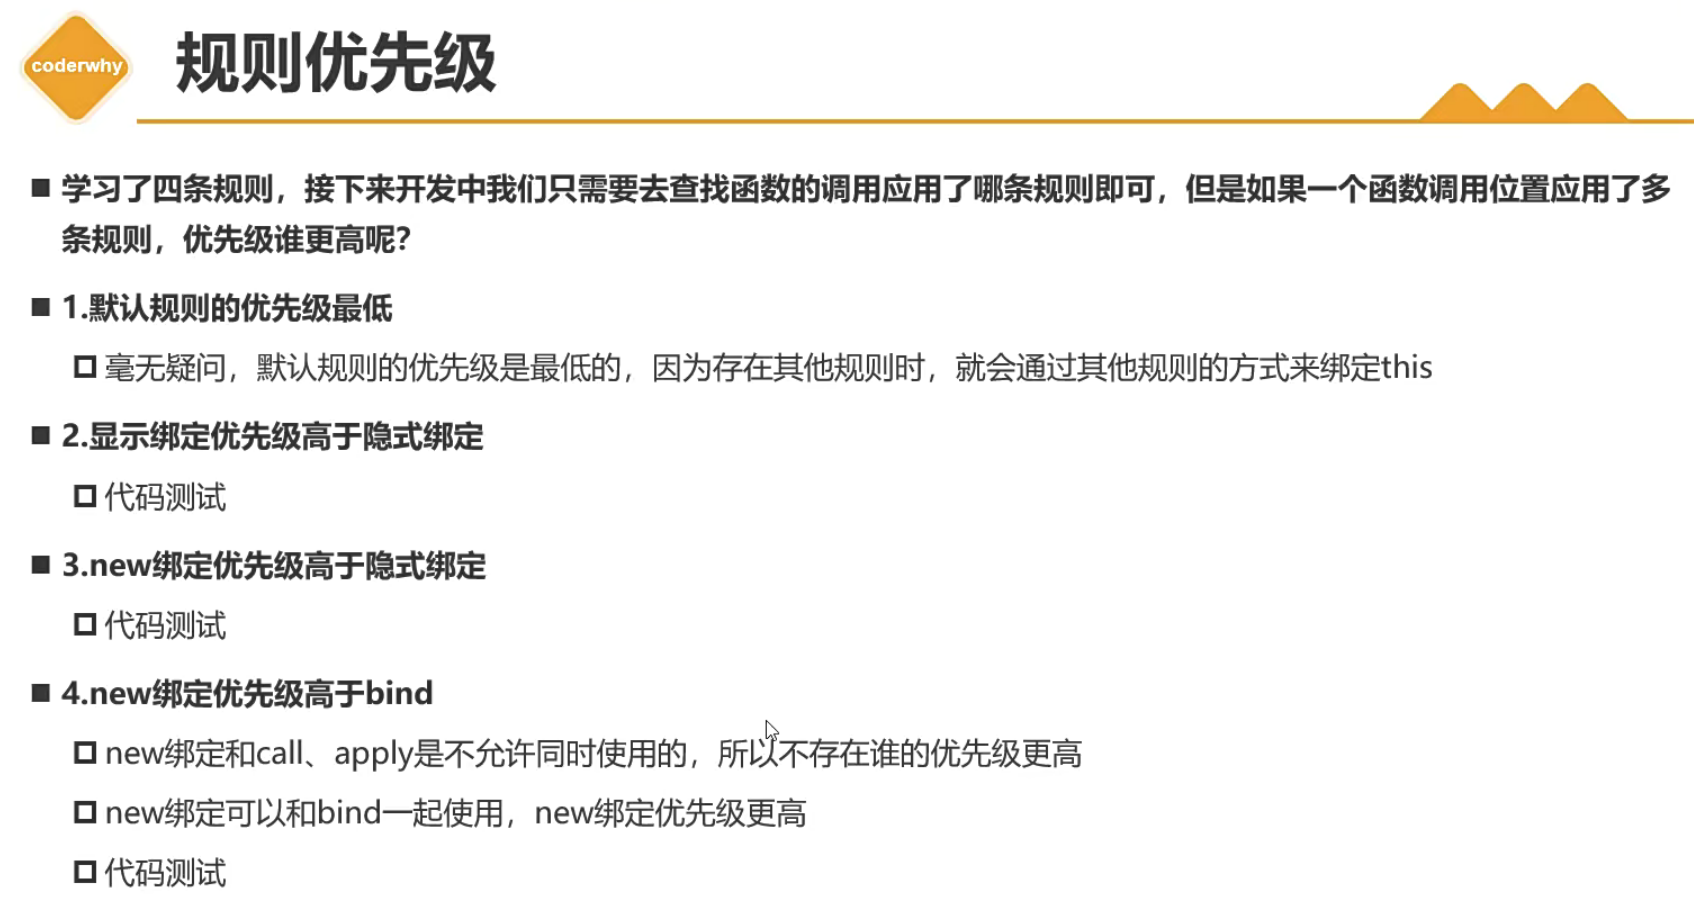 coderwhy
规则优先级
学习了四条规则，接下来开发中我们只需要去查找函数的调用应用了哪条规则即可，但是如果一个函数调用位置应用了多
条规则，优先级谁更高呢？
1.默认规则的优先级最低
毫无疑问，默认规则的优先级是最低的，因为存在其他规则时，就会通过其他规则的方式来绑定this
2.显示绑定优先级高于隐式绑定
代码测试
3.new绑定优先级高于隐式绑定
代码测试
4.new绑定优先级高于bind
new绑定和call、apply是不允许同时使用的，所以不存在谁的优先级更高
new绑定可以和bind一起使用，new绑定优先级更高
代码测试